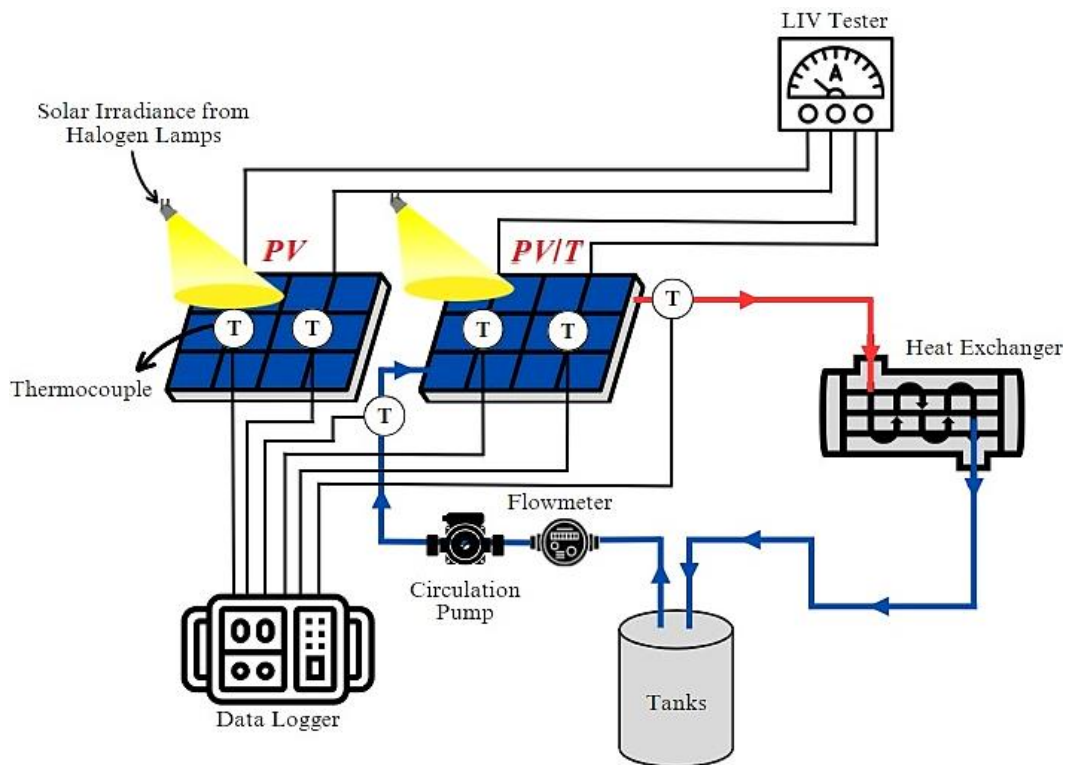 LIV Tester
A
Solar Irradiance from
Halogen Lamps
PV
PV/T
T
T
T
T
T
Thermocouple
T
Heat Exchanger
Flowmeter
Circulation
Pump
Data Logger
Tanks